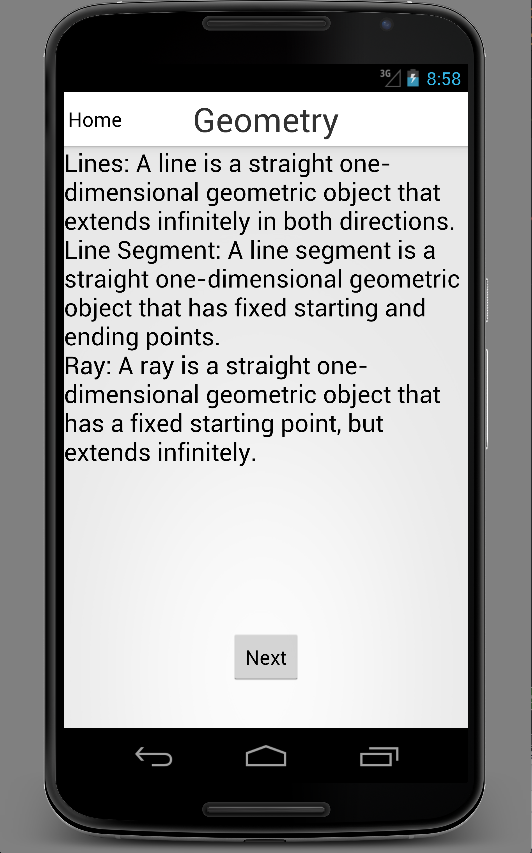 3G 8:58
Home Geometry
Lines: A line is a straight one-
dimensional geometric object that
extends infinitely in both directions.
Line Segment: A line segment is a
straight one-dimensional geometric
object that has fixed starting and
ending points.
Ray: A ray is a straight one-
dimensional geometric object that
has a fixed starting point, but
extends infinitely.
Next